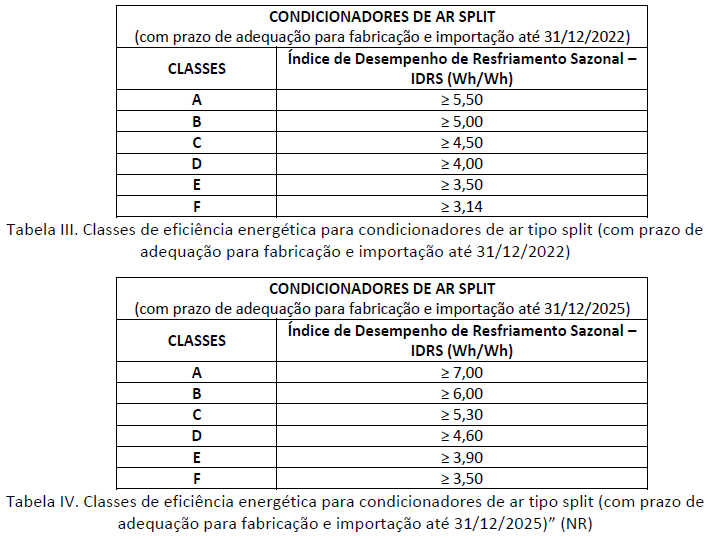 CONDICIONADORES DE AR SPLIT
(com prazo de adequação para fabricação e importação até 31/12/2022)
CLASSES
Índice de Desempenho de Resfriamento Sazonal –
IDRS (Wh/Wh)
A ≥ 5,50
B ≥ 5,00
C ≥ 4,50
D ≥ 4,00
E ≥ 3,50
F ≥ 3,14
Tabela III. Classes de eficiência energética para condicionadores de ar tipo split (com prazo de
adequação para fabricação e importação até 31/12/2022)
CONDICIONADORES DE AR SPLIT
(com prazo de adequação para fabricação e importação até 31/12/2025)
CLASSES
Índice de Desempenho de Resfriamento Sazonal –
IDRS (Wh/Wh)
A ≥ 7,00
B ≥ 6,00
C ≥ 5,30
D ≥ 4,60
E ≥ 3,90
F ≥ 3,50
Tabela IV. Classes de eficiência energética para condicionadores de ar tipo split (com prazo de
adequação para fabricação e importação até 31/12/2025)” (NR)